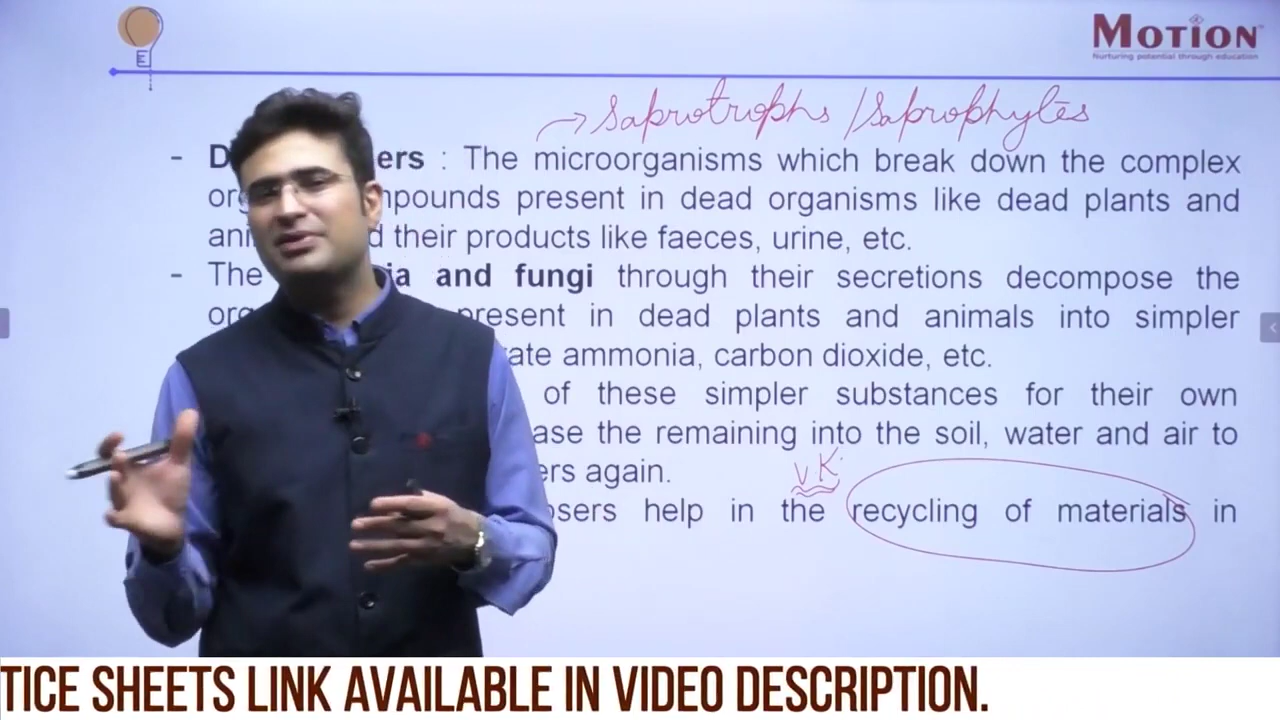 E
MOTION
Nurturing potential through education
→ Saprotrophs / Saprophytes
- D ers : The microorganisms which break down the complex
org mpounds present in dead organisms like dead plants and
ani d their products like faeces, urine, etc.
- The ia and fungi through their secretions decompose the
org present in dead plants and animals into simpler
ate ammonia, carbon dioxide, etc.
of these simpler substances for their own
ase the remaining into the soil, water and air to
ers again.
V K
osers help in the recycling of materials in
TICE SHEETS LINK AVAILABLE IN VIDEO DESCRIPTION.